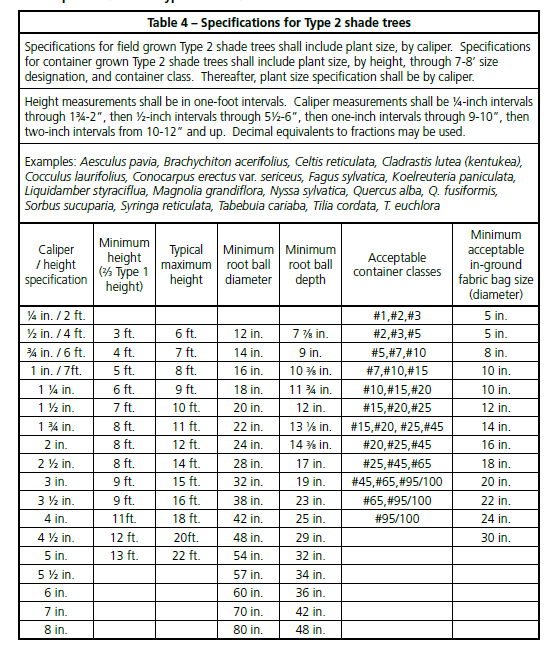 Table 4 – Specifications for Type 2 shade trees
Specifications for field grown Type 2 shade trees shall include plant size, by caliper. Specifications
for container grown Type 2 shade trees shall include plant size, by height, through 7-8' size
designation, and container class. Thereafter, plant size specification shall be by caliper.
Height measurements shall be in one-foot intervals. Caliper measurements shall be ¼-inch intervals
through 1¾-2", then ½-inch intervals through 5½-6", then one-inch intervals through 9-10", then
two-inch intervals from 10-12" and up. Decimal equivalents to fractions may be used.
Examples: Aesculus pavia, Brachychiton acerifolius, Celtis reticulata, Cladrastis lutea (kentukea),
Cocculus laurifolius, Conocarpus erectus var. sericeus, Fagus sylvatica, Koelreuteria paniculata,
Liquidamber styraciflua, Magnolia grandiflora, Nyssa sylvatica, Quercus alba, Q. fusiformis,
Sorbus sucuparia, Syringa reticulata, Tabebuia cariaba, Tilia cordata, T. euchlora
Caliper / height specification | Minimum height (⅔ Type 1 height) | Typical maximum height | Minimum root ball diameter | Minimum root ball depth | Acceptable container classes | Minimum acceptable in-ground fabric bag size (diameter)
¼ in. / 2 ft. | | | | | #1,#2,#3 | 5 in.
½ in. / 4 ft. | 3 ft. | 6 ft. | 12 in. | 7 ⅞ in. | #2,#3,#5 | 5 in.
¾ in. / 6 ft. | 4 ft. | 7 ft. | 14 in. | 9 in. | #5,#7,#10 | 8 in.
1 in. / 7ft. | 5 ft. | 8 ft. | 16 in. | 10 ⅜ in. | #7,#10,#15 | 10 in.
1 ¼ in. | 6 ft. | 9 ft. | 18 in. | 11 ¾ in. | #10,#15,#20 | 10 in.
1 ½ in. | 7 ft. | 10 ft. | 20 in. | 12 in. | #15,#20,#25 | 12 in.
1 ¾ in. | 8 ft. | 11 ft. | 22 in. | 13 ⅛ in. | #15,#20, #25,#45 | 14 in.
2 in. | 8 ft. | 12 ft. | 24 in. | 14 ⅜ in. | #20,#25,#45 | 16 in.
2 ½ in. | 8 ft. | 14 ft. | 28 in. | 17 in. | #25,#45,#65 | 18 in.
3 in. | 9 ft. | 15 ft. | 32 in. | 19 in. | #45,#65,#95/100 | 20 in.
3 ½ in. | 9 ft. | 16 ft. | 38 in. | 23 in. | #65,#95/100 | 22 in.
4 in. | 11ft. | 18 ft. | 42 in. | 25 in. | #95/100 | 24 in.
4 ½ in. | 12 ft. | 20ft. | 48 in. | 29 in. | | 30 in.
5 in. | 13 ft. | 22 ft. | 54 in. | 32 in.
5 ½ in. | | | 57 in. | 34 in.
6 in. | | | 60 in. | 36 in.
7 in. | | | 70 in. | 42 in.
8 in. | | | 80 in. | 48 in.